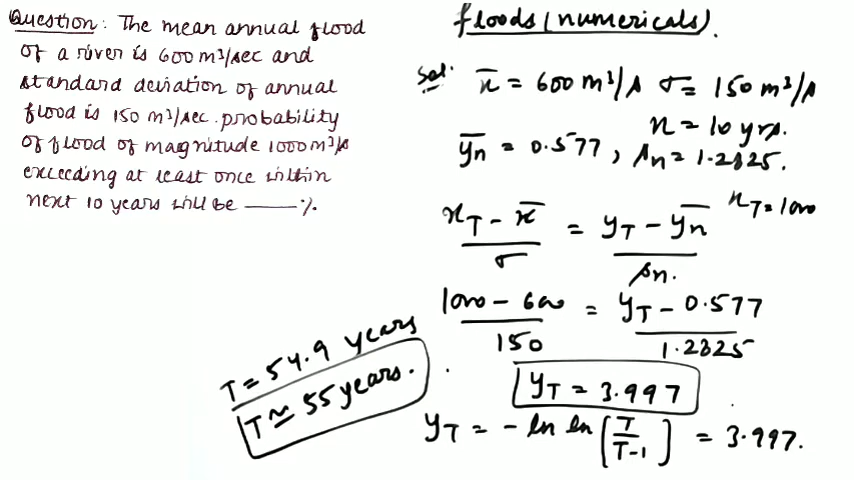 Question: The mean annual flood
of a river is 600 m³/sec and
standard deviation of annual
flood is 150 m³/sec. probability
of flood of magnitude 1000 m³/s
exceeding at least once within
next 10 years will be ____ %.
floods (numericals).
Sol. x̄ = 600 m³/s σ = 150 m³/s
n = 10 yrs.
ȳn = 0.577, Sn = 1.2825.
xT - x̄ / σ = yT - ȳn / Sn. xT = 1000
1000 - 600 / 150 = yT - 0.577 / 1.2825
yT = 3.997
yT = - ln ln [T / T-1] = 3.997.
T = 54.9 years
T ≃ 55 years.